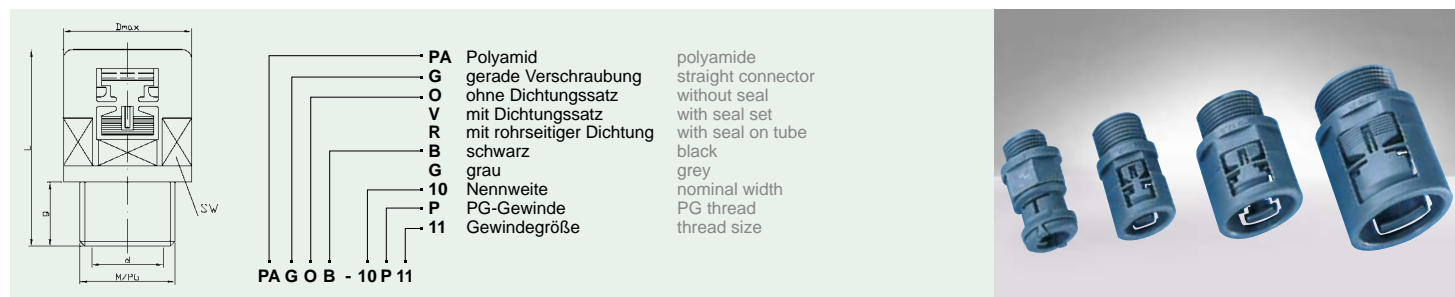 Dmax
L
g
SW
d
M/PG
PA Polyamid polyamide
G gerade Verschraubung straight connector
O ohne Dichtungssatz without seal
V mit Dichtungssatz with seal set
R mit rohrseitiger Dichtung with seal on tube
B schwarz black
G grau grey
10 Nennweite nominal width
P PG-Gewinde PG thread
11 Gewindegröße thread size
PA G O B - 10 P 11